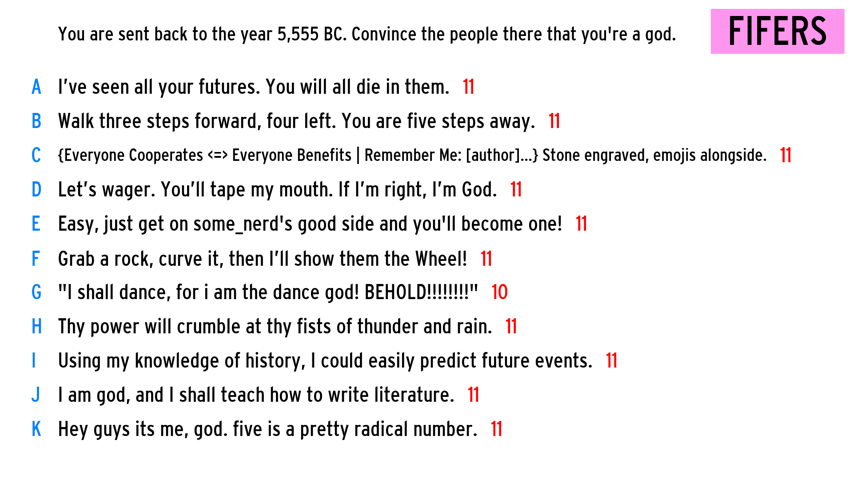 You are sent back to the year 5,555 BC. Convince the people there that you're a god.
FIFERS
A I've seen all your futures. You will all die in them. 11
B Walk three steps forward, four left. You are five steps away. 11
C {Everyone Cooperates <=> Everyone Benefits | Remember Me: [author]...} Stone engraved, emojis alongside. 11
D Let's wager. You'll tape my mouth. If I'm right, I'm God. 11
E Easy, just get on some_nerd's good side and you'll become one! 11
F Grab a rock, curve it, then I'll show them the Wheel! 11
G "I shall dance, for i am the dance god! BEHOLD!!!!!!!!" 10
H Thy power will crumble at thy fists of thunder and rain. 11
I Using my knowledge of history, I could easily predict future events. 11
J I am god, and I shall teach how to write literature. 11
K Hey guys its me, god. five is a pretty radical number. 11